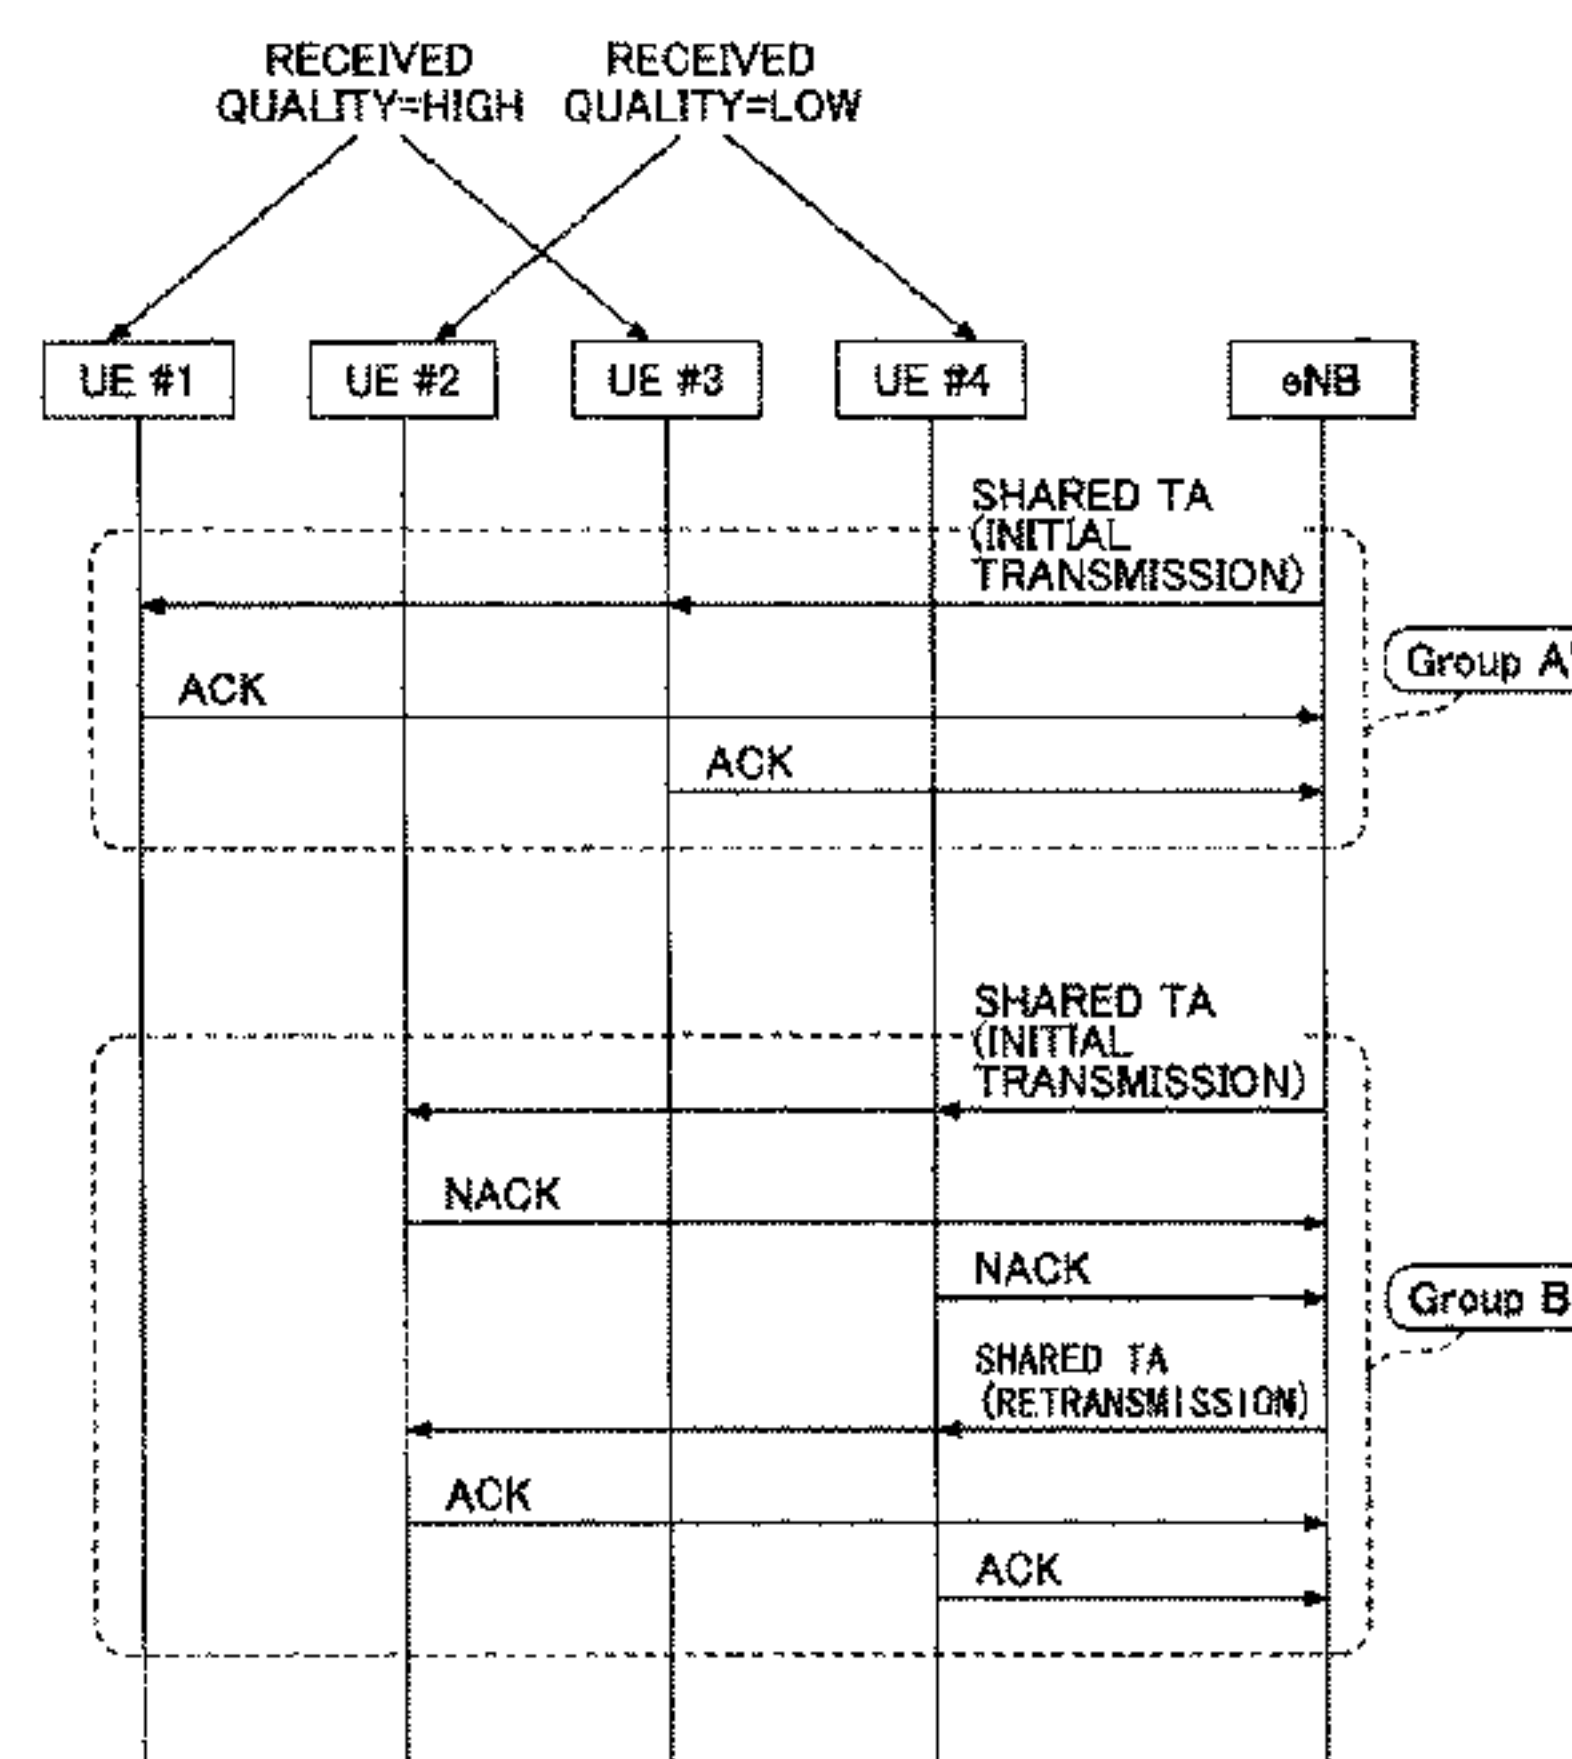 RECEIVED
QUALITY=HIGH
RECEIVED
QUALITY=LOW
UE #1
UE #2
UE #3
UE #4
eNB
SHARED TA
(INITIAL
TRANSMISSION)
Group A'
ACK
ACK
SHARED TA
(INITIAL
TRANSMISSION)
NACK
NACK
Group B
SHARED TA
(RETRANSMISSION)
ACK
ACK